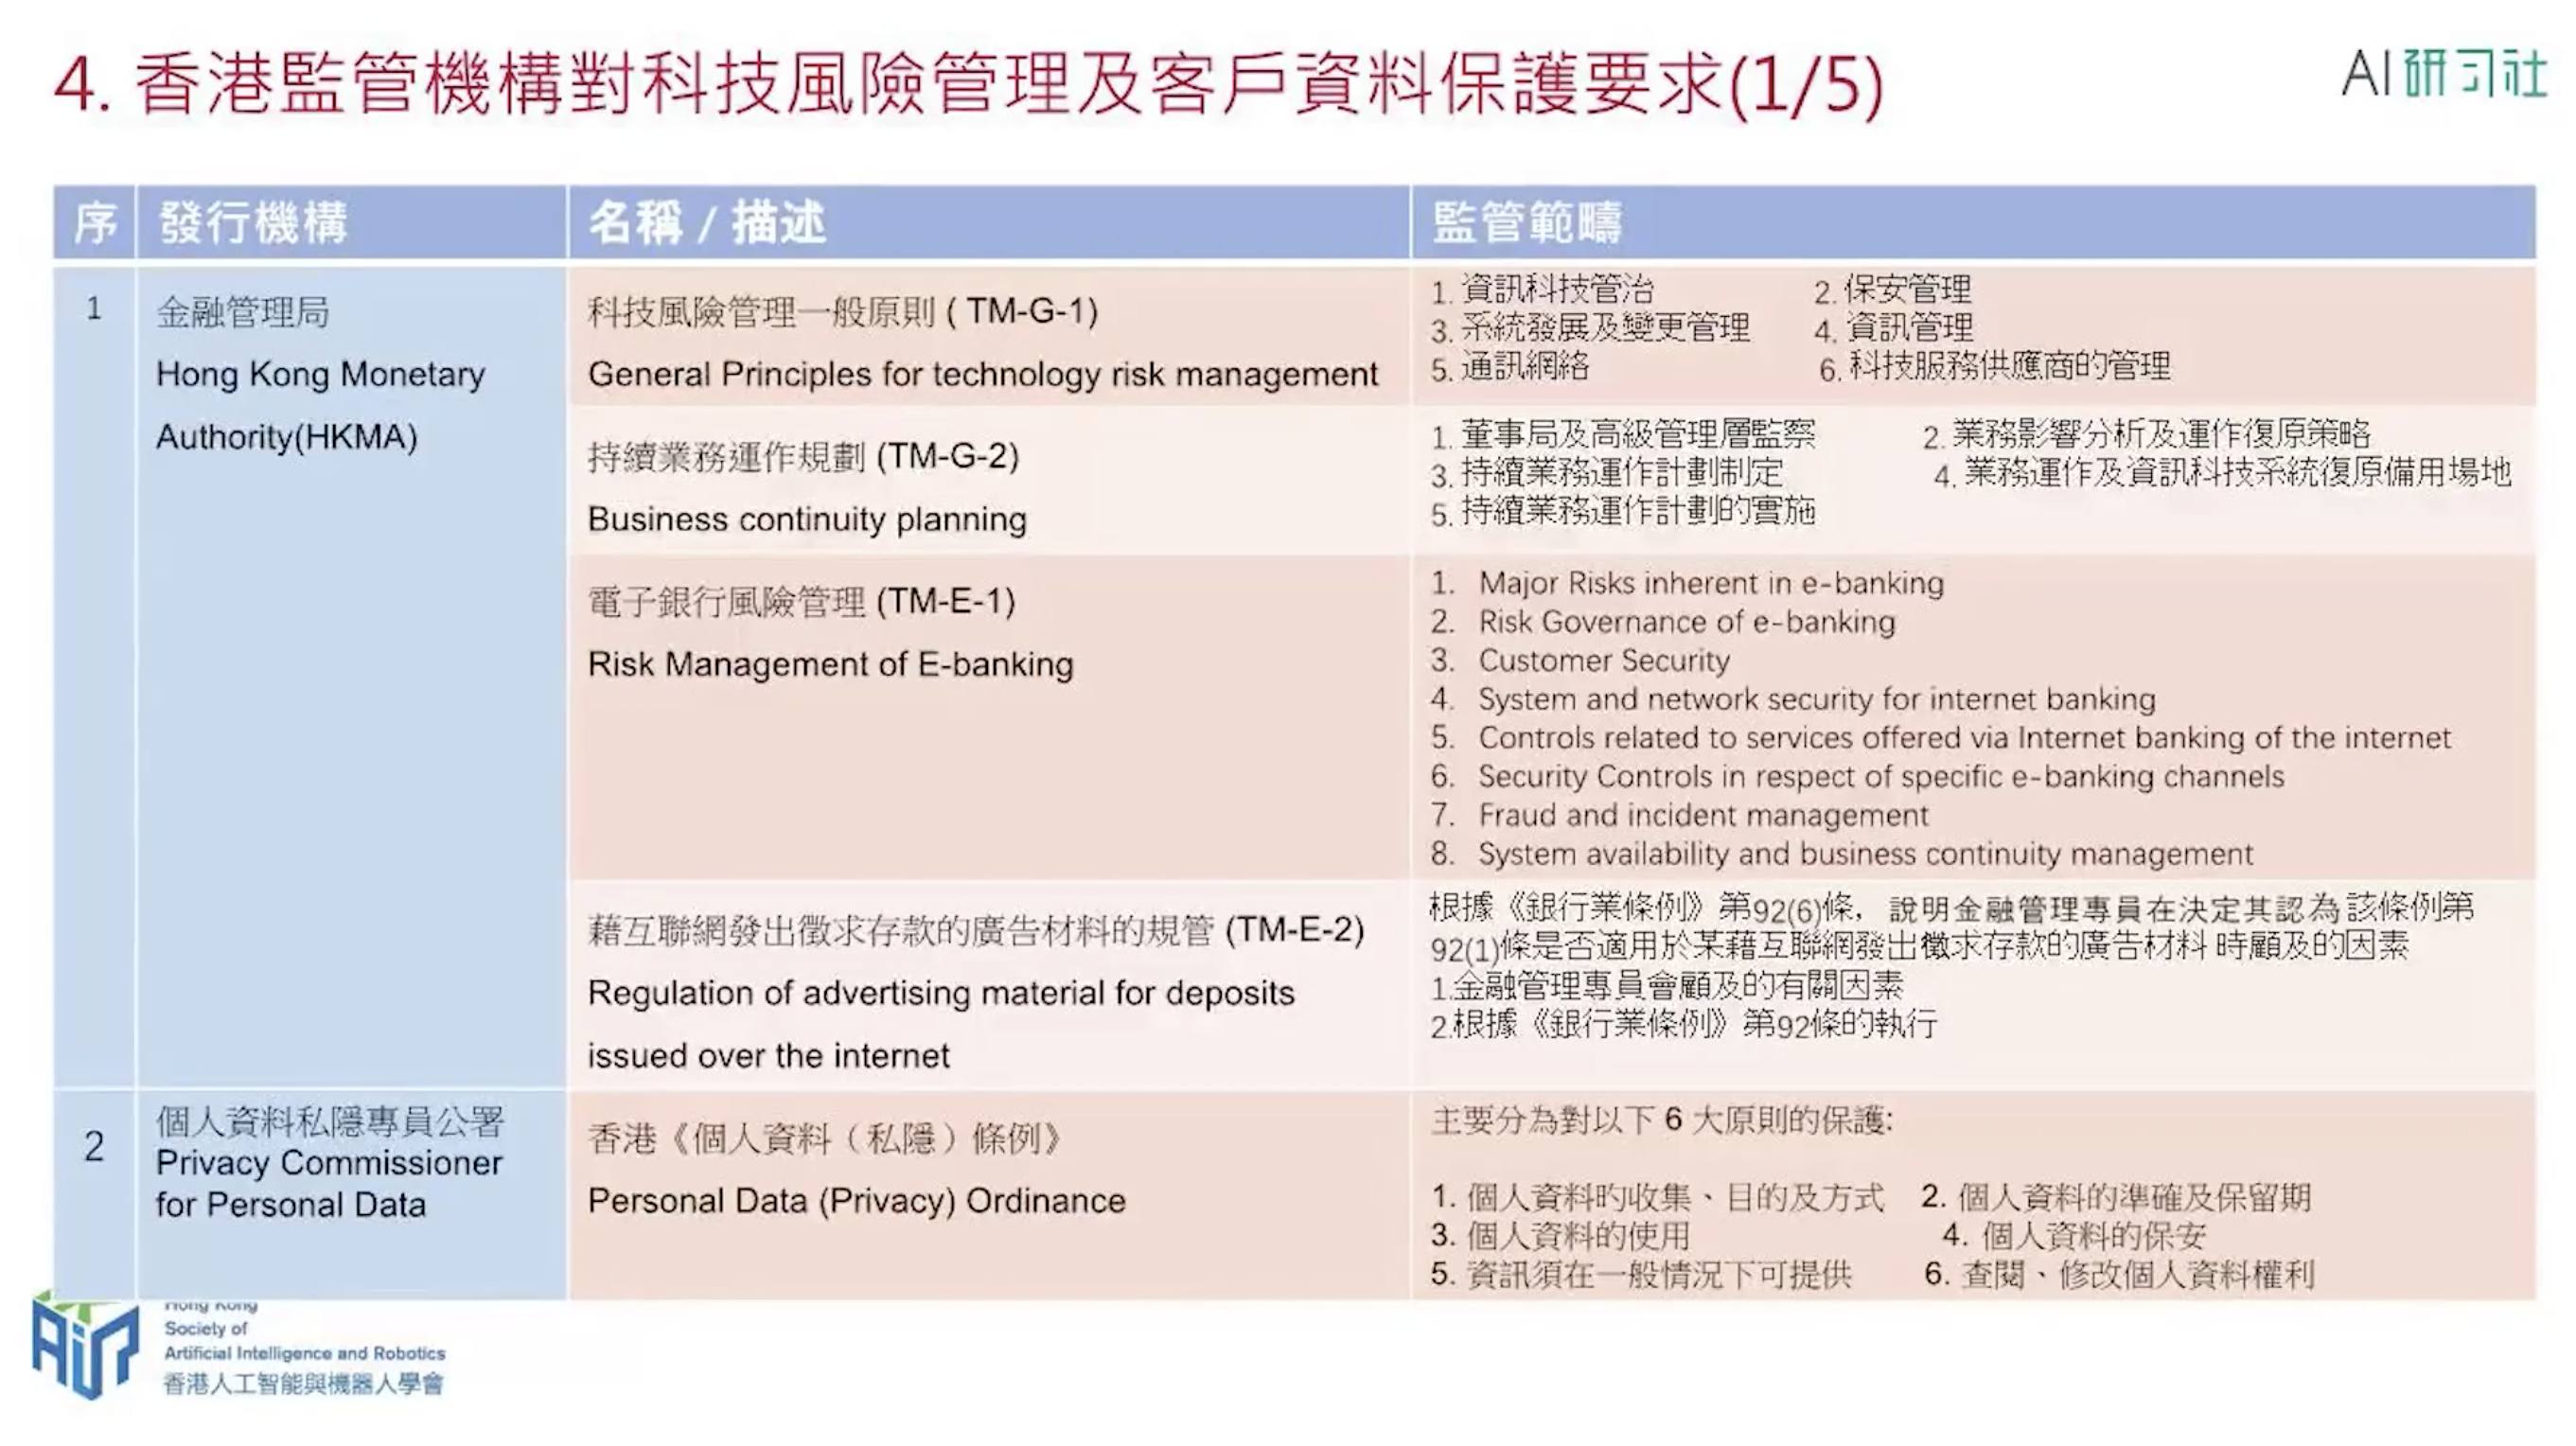 4. 香港監管機構對科技風險管理及客戶資料保護要求(1/5)
AI研习社
序 發行機構 名稱 / 描述 監管範疇
1
金融管理局
Hong Kong Monetary
Authority(HKMA)
科技風險管理一般原則 ( TM-G-1)
General Principles for technology risk management
1. 資訊科技管治 2. 保安管理
3. 系統發展及變更管理 4. 資訊管理
5. 通訊網絡 6. 科技服務供應商的管理
持續業務運作規劃 (TM-G-2)
Business continuity planning
1. 董事局及高級管理層監察 2. 業務影響分析及運作復原策略
3. 持續業務運作計劃制定 4. 業務運作及資訊科技系統復原備用場地
5. 持續業務運作計劃的實施
電子銀行風險管理 (TM-E-1)
Risk Management of E-banking
1. Major Risks inherent in e-banking
2. Risk Governance of e-banking
3. Customer Security
4. System and network security for internet banking
5. Controls related to services offered via Internet banking of the internet
6. Security Controls in respect of specific e-banking channels
7. Fraud and incident management
8. System availability and business continuity management
藉互聯網發出徵求存款的廣告材料的規管 (TM-E-2)
Regulation of advertising material for deposits
issued over the internet
根據《銀行業條例》第92(6)條，說明金融管理專員在決定其認為該條例第
92(1)條是否適用於某藉互聯網發出徵求存款的廣告材料 時顧及的因素
1.金融管理專員會顧及的有關因素
2.根據《銀行業條例》第92條的執行
2
個人資料私隱專員公署
Privacy Commissioner
for Personal Data
香港《個人資料（私隱）條例》
Personal Data (Privacy) Ordinance
主要分為對以下 6 大原則的保護:
1. 個人資料旳收集、目的及方式 2. 個人資料的準確及保留期
3. 個人資料的使用 4. 個人資料的保安
5. 資訊須在一般情況下可提供 6. 查閱、修改個人資料權利
Hong Kong
Society of
Artificial Intelligence and Robotics
香港人工智能與機器人學會